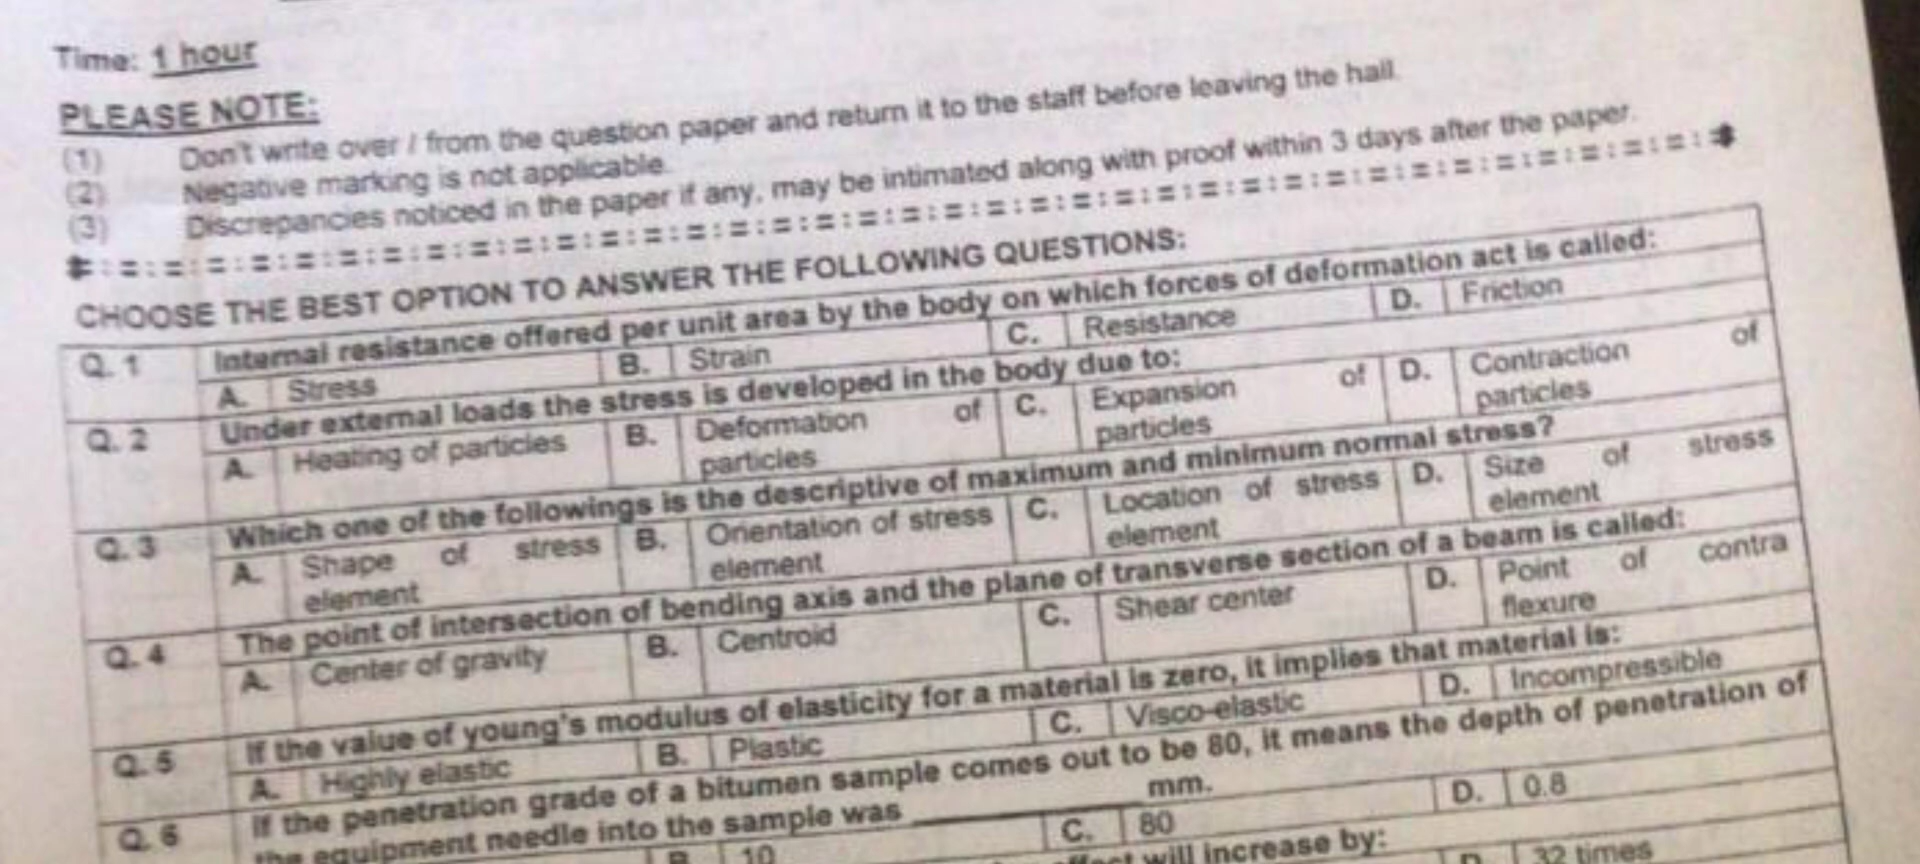 Time: 1 hour
PLEASE NOTE:
(1) Don't write over / from the question paper and return it to the staff before leaving the hall.
(2) Negative marking is not applicable.
(3) Discrepancies noticed in the paper if any, may be intimated along with proof within 3 days after the paper.
CHOOSE THE BEST OPTION TO ANSWER THE FOLLOWING QUESTIONS:
Q. 1 Internal resistance offered per unit area by the body on which forces of deformation act is called:
A. Stress B. Strain C. Resistance D. Friction
Q. 2 Under external loads the stress is developed in the body due to:
A. Heating of particles B. Deformation of particles C. Expansion of particles D. Contraction of particles
Q. 3 Which one of the followings is the descriptive of maximum and minimum normal stress?
A. Shape of stress element B. Orientation of stress element C. Location of stress element D. Size of stress element
Q. 4 The point of intersection of bending axis and the plane of transverse section of a beam is called:
A. Center of gravity B. Centroid C. Shear center D. Point of contra flexure
Q. 5 If the value of young's modulus of elasticity for a material is zero, it implies that material is:
A. Highly elastic B. Plastic C. Visco-elastic D. Incompressible
Q. 6 If the penetration grade of a bitumen sample comes out to be 80, it means the depth of penetration of
the equipment needle into the sample was ________ mm.
B. 10 C. 80 D. 0.8
will increase by:
D. 32 times